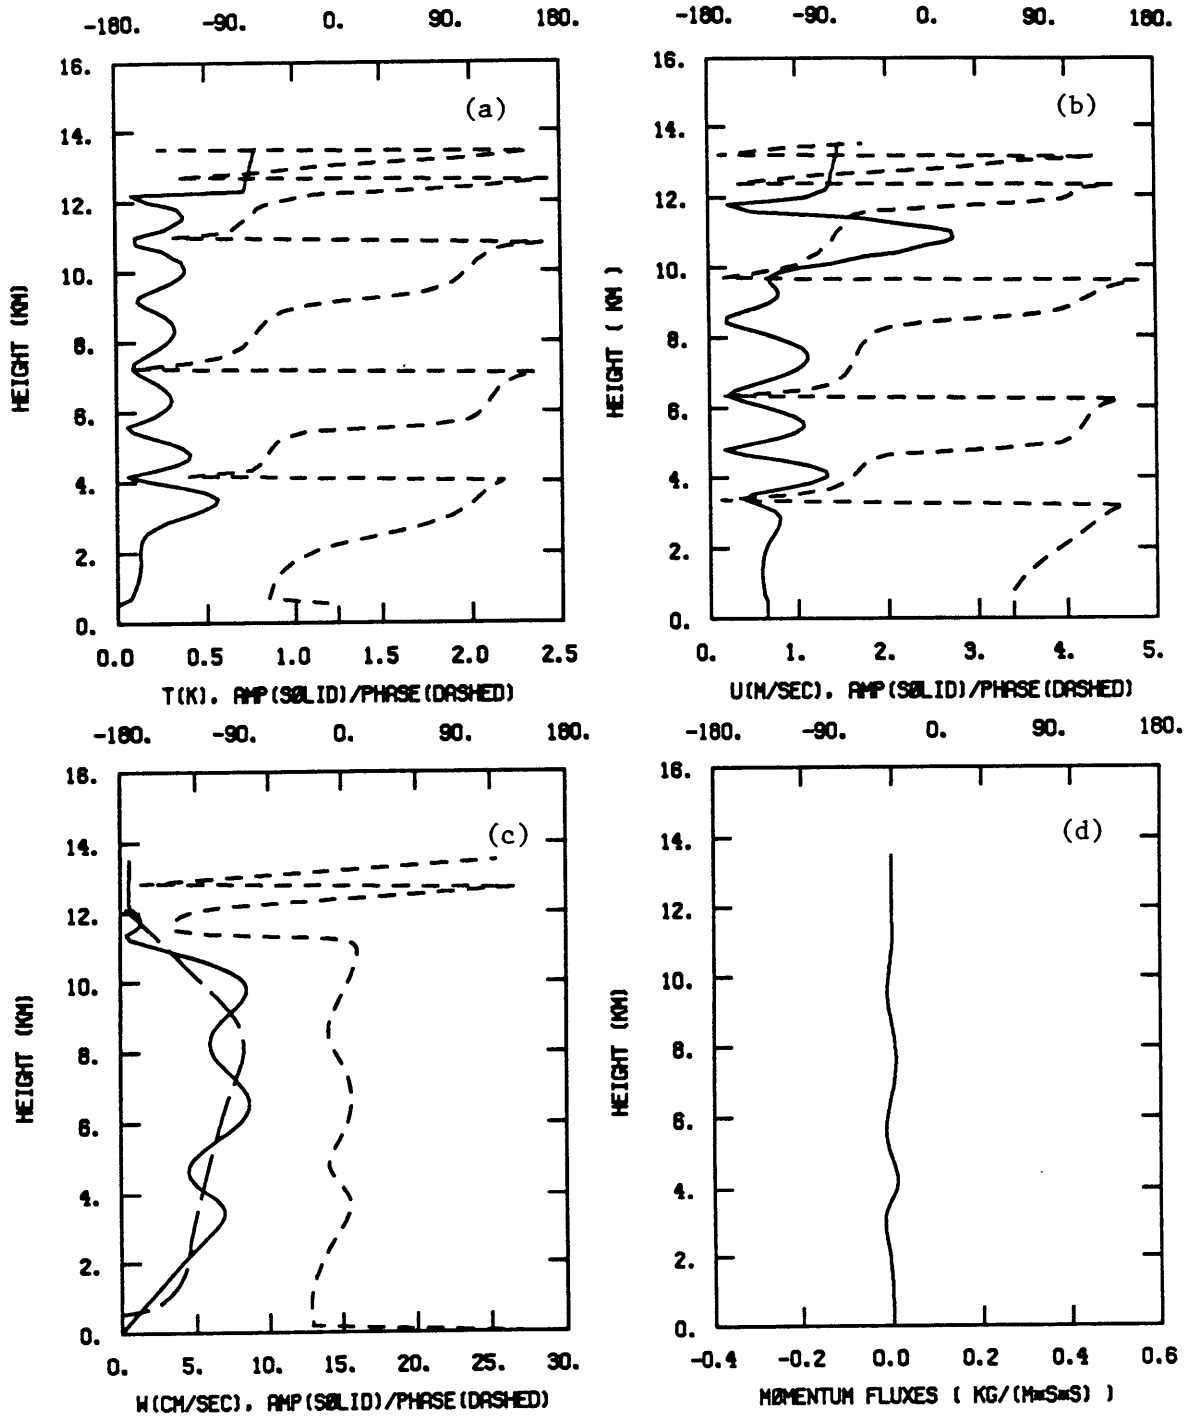 -180. -90. 0. 90. 180.
-180. -90. 0. 90. 180.
16.
14.
12.
10.
8.
6.
4.
2.
0.
HEIGHT (KM)
(a)
0.0 0.5 1.0 1.5 2.0 2.5
T(K). AMP(SØLID)/PHASE(DASHED)
16.
14.
12.
10.
8.
6.
4.
2.
0.
HEIGHT ( KM )
(b)
0. 1. 2. 3. 4. 5.
U(M/SEC). AMP(SØLID)/PHASE(DASHED)
-180. -90. 0. 90. 180.
-180. -90. 0. 90. 180.
16.
14.
12.
10.
8.
6.
4.
2.
0.
HEIGHT (KM)
(c)
0. 5. 10. 15. 20. 25. 30.
W(CM/SEC). AMP(SØLID)/PHASE(DASHED)
16.
14.
12.
10.
8.
6.
4.
2.
0.
HEIGHT (KM)
(d)
-0.4 -0.2 0.0 0.2 0.4 0.6
MØMENTUM FLUXES ( KG/(M*S*S) )